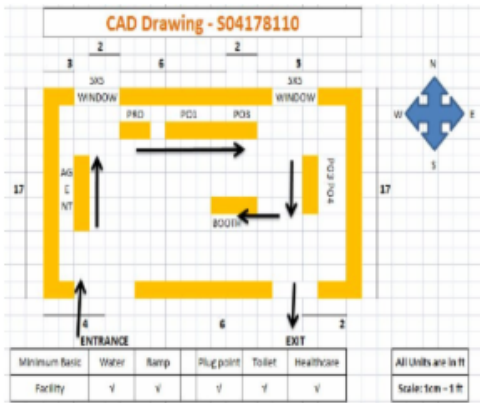 CAD Drawing - S04178110
2 2
3 6 3
5X5 5X5
WINDOW WINDOW
N
PRO PO1 PO3
W E
S
AG
E
NT
PO2 PO4
17 17
BOOTH
4 6 2
ENTRANCE EXIT
Minimum Basic Water Ramp Plug point Toilet Healthcare
Facility √ √ √ √ √
All Units are in ft
Scale: 1cm - 1 ft